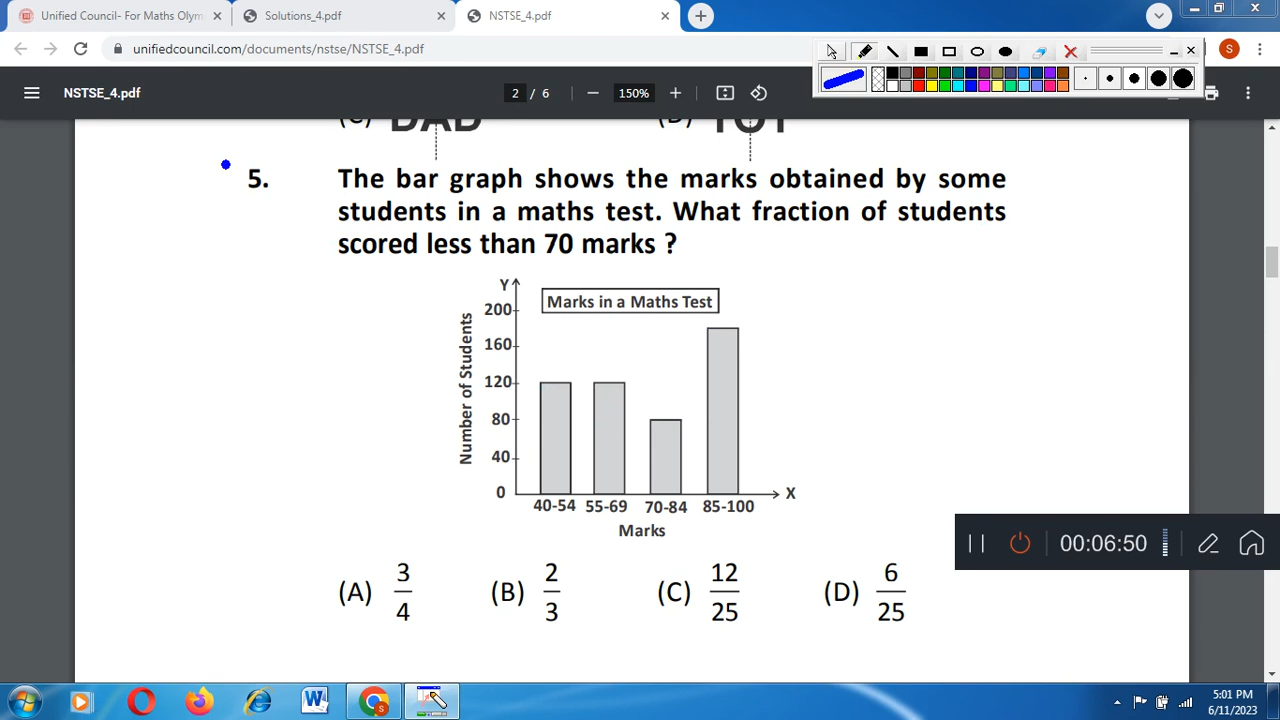 Unified Council- For Maths Olym
Solutions_4.pdf
NSTSE_4.pdf
unifiedcouncil.com/documents/nstse/NSTSE_4.pdf
S
NSTSE_4.pdf
2 / 6
150%
(C) DAD
(D) TOT
5. The bar graph shows the marks obtained by some
students in a maths test. What fraction of students
scored less than 70 marks ?
Y
Marks in a Maths Test
200
160
120
80
40
0
Number of Students
X
40-54 55-69 70-84 85-100
Marks
(A) 3/4 (B) 2/3 (C) 12/25 (D) 6/25
00:06:50
5:01 PM
6/11/2023